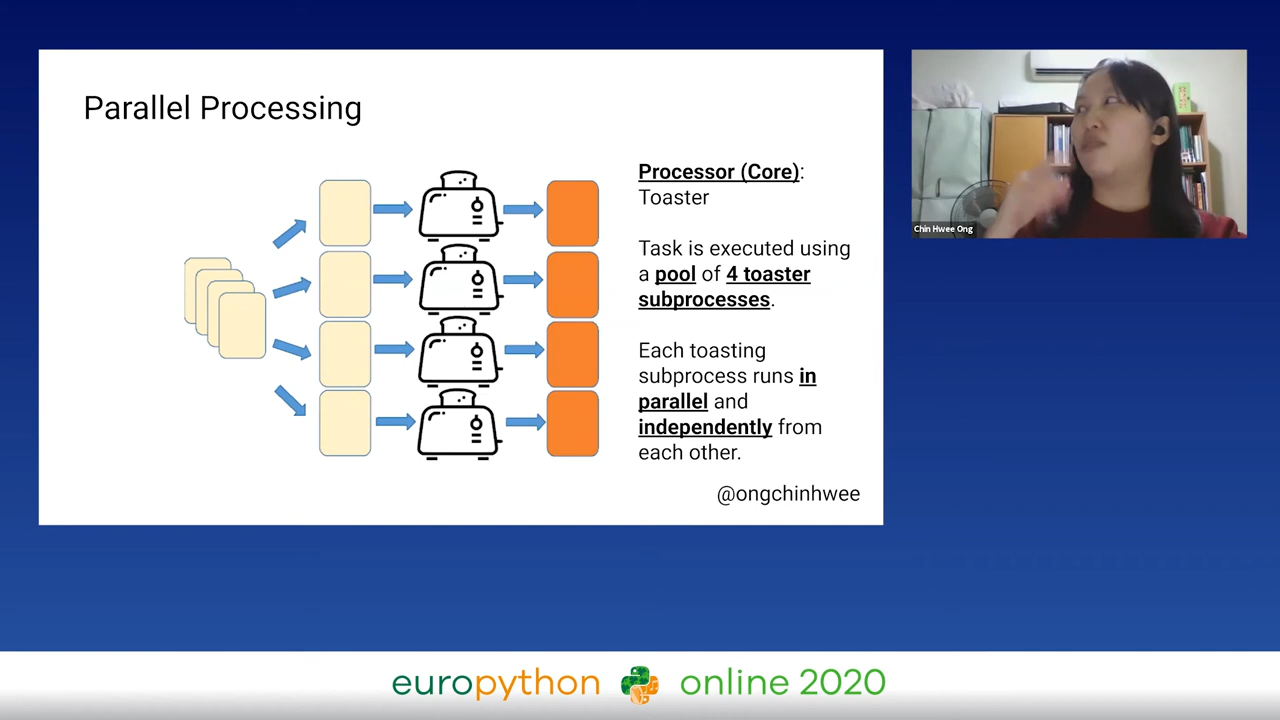 Parallel Processing
Processor (Core):
Toaster
Task is executed using
a pool of 4 toaster
subprocesses.
Each toasting
subprocess runs in
parallel and
independently from
each other.
@ongchinhwee
Chin Hwee Ong
europython online 2020